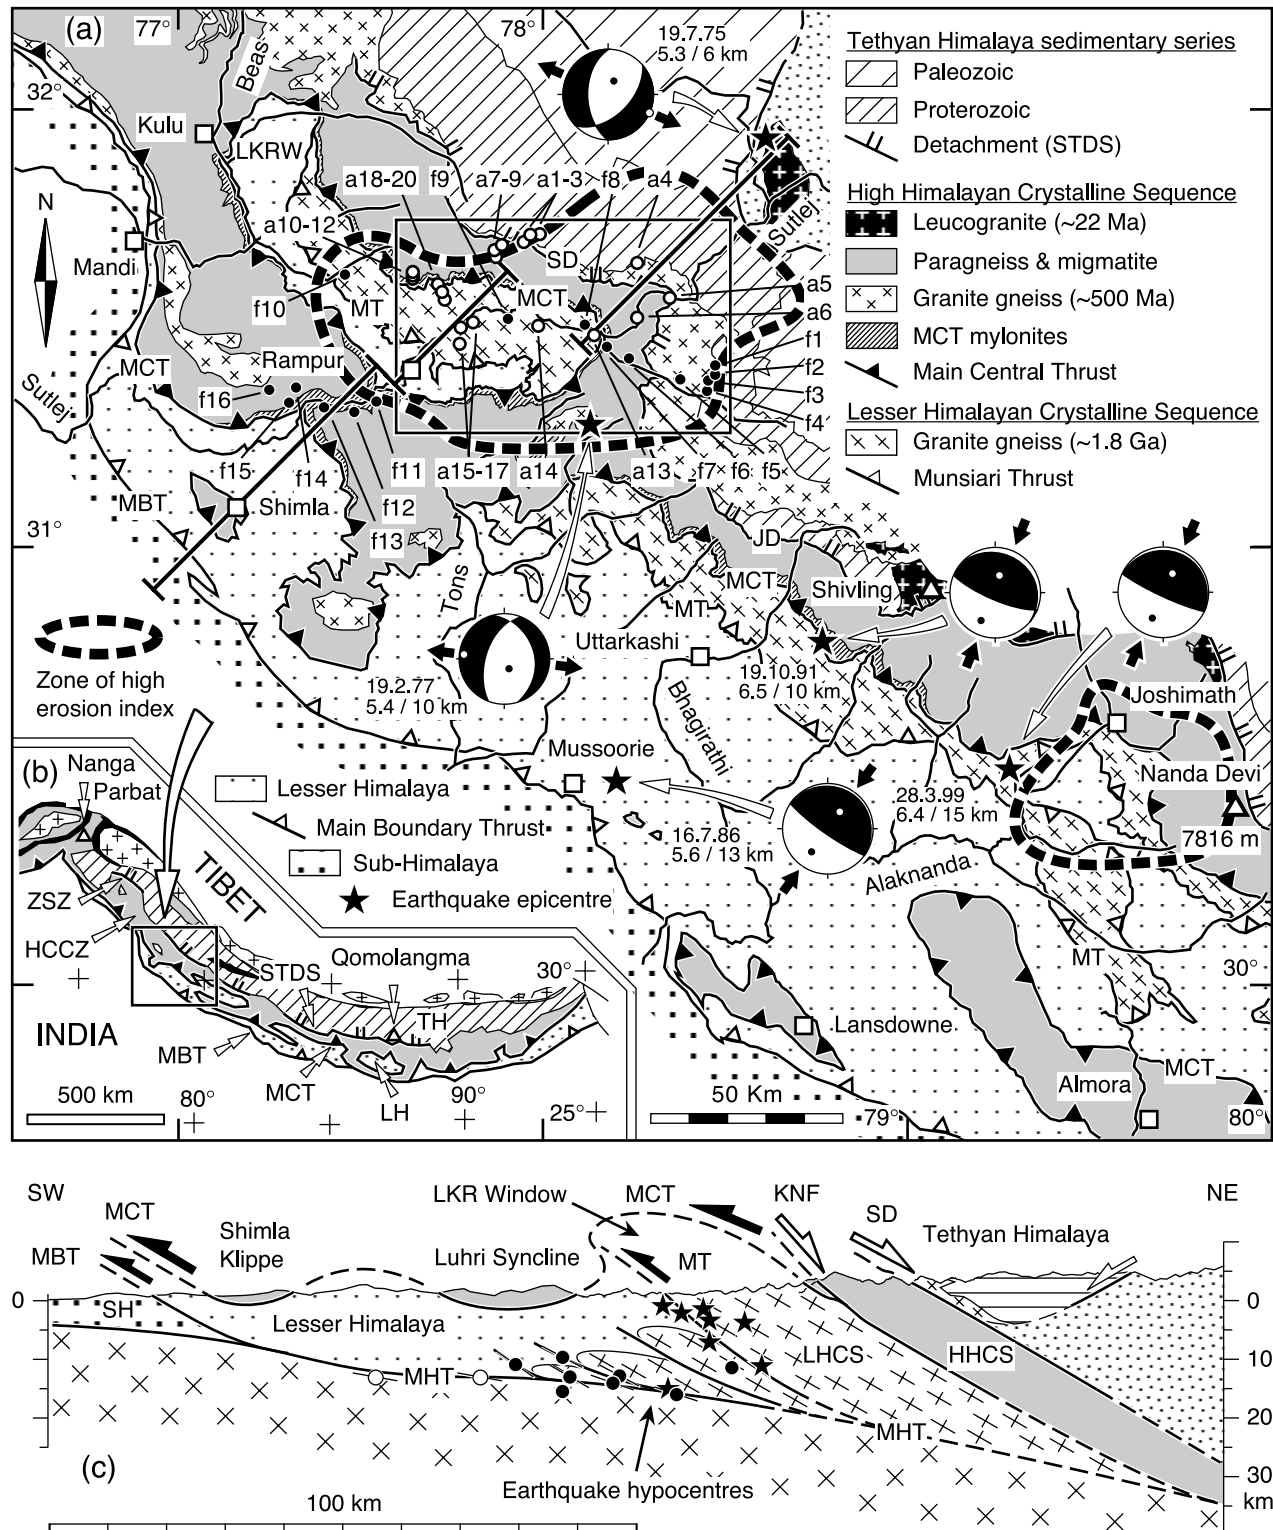 (a)
77°
78°
19.7.75
5.3 / 6 km
Tethyan Himalaya sedimentary series
Paleozoic
Proterozoic
Detachment (STDS)
High Himalayan Crystalline Sequence
Leucogranite (~22 Ma)
Paragneiss & migmatite
Granite gneiss (~500 Ma)
MCT mylonites
Main Central Thrust
Lesser Himalayan Crystalline Sequence
Granite gneiss (~1.8 Ga)
Munsiari Thrust
32°
Beas
Kulu
LKRW
a18-20
f9
a7-9
a1-3
f8
a4
N
a10-12
Sutlej
Mandi
SD
MCT
a5
a6
f10
MT
f1
MCT
Rampur
f2
Sutlej
f16
f3
f4
f15
f14
f11
a15-17
a14
a13
f7
f6
f5
MBT
Shimla
f12
f13
31°
JD
MCT
Tons
Shivling
MT
Uttarkashi
Zone of high
erosion index
19.2.77
5.4 / 10 km
19.10.91
6.5 / 10 km
Bhagirathi
Joshimath
Mussoorie
Nanda Devi
28.3.99
6.4 / 15 km
7816 m
16.7.86
5.6 / 13 km
Alaknanda
(b)
Nanga
Parbat
Lesser Himalaya
Main Boundary Thrust
Sub-Himalaya
Earthquake epicentre
TIBET
ZSZ
HCCZ
STDS
Qomolangma
30°
TH
INDIA
MBT
MCT
LH
500 km
80°
90°
25°
MT
30°
Lansdowne
MCT
Almora
50 Km
79°
80°
SW
LKR Window
MCT
KNF
NE
MCT
Shimla
Klippe
SD
Tethyan Himalaya
MBT
Luhri Syncline
MT
0
SH
Lesser Himalaya
0
LHCS
HHCS
MHT
10
MHT
20
(c)
Earthquake hypocentres
30
km
100 km